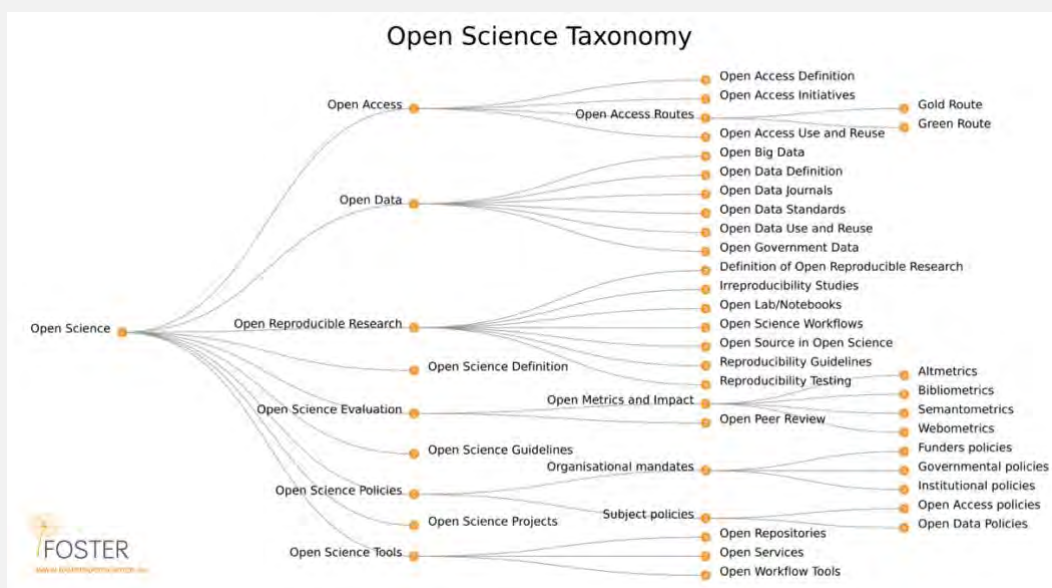 Open Science Taxonomy
Open Science
Open Access
Open Access Definition
Open Access Initiatives
Open Access Routes
Gold Route
Green Route
Open Access Use and Reuse
Open Data
Open Big Data
Open Data Definition
Open Data Journals
Open Data Standards
Open Data Use and Reuse
Open Government Data
Open Reproducible Research
Definition of Open Reproducible Research
Irreproducibility Studies
Open Lab/Notebooks
Open Science Workflows
Open Source in Open Science
Reproducibility Guidelines
Reproducibility Testing
Open Science Definition
Open Science Evaluation
Open Metrics and Impact
Altmetrics
Bibliometrics
Semantometrics
Webometrics
Open Peer Review
Open Science Guidelines
Open Science Policies
Organisational mandates
Funders policies
Governmental policies
Institutional policies
Subject policies
Open Access policies
Open Data Policies
Open Science Projects
Open Science Tools
Open Repositories
Open Services
Open Workflow Tools
FOSTER